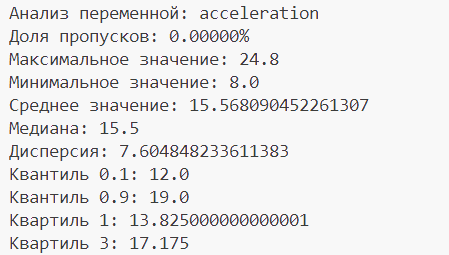 Анализ переменной: acceleration
Доля пропусков: 0.00000%
Максимальное значение: 24.8
Минимальное значение: 8.0
Среднее значение: 15.568090452261307
Медиана: 15.5
Дисперсия: 7.604848233611383
Квантиль 0.1: 12.0
Квантиль 0.9: 19.0
Квартиль 1: 13.825000000000001
Квартиль 3: 17.175